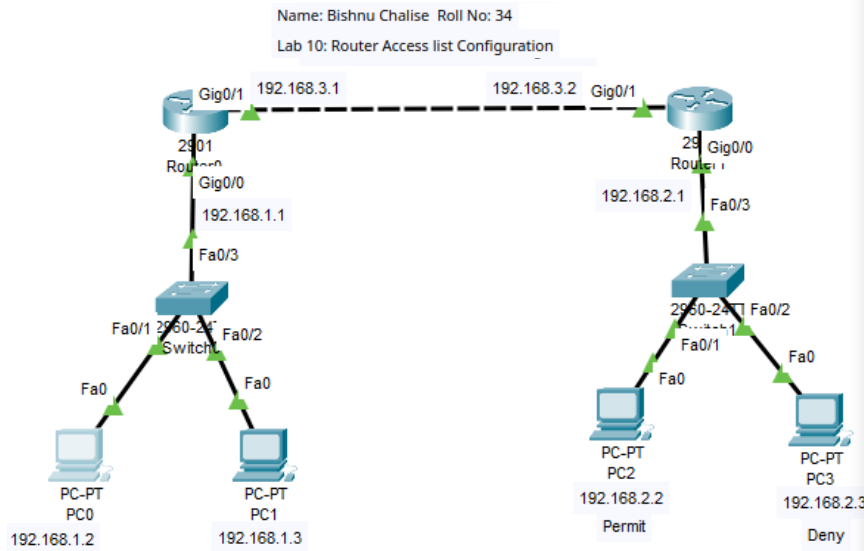 Name: Bishnu Chalise  Roll No: 34
Lab 10: Router Access list Configuration
Gig0/1
192.168.3.1
192.168.3.2
Gig0/1
2901
Gig0/0
192.168.1.1
Fa0/3
29
Gig0/0
192.168.2.1
Fa0/3
Fa0/1
Fa0/2
Fa0
Fa0
PC-PT
PC0
192.168.1.2
PC-PT
PC1
192.168.1.3
Fa0/2
Fa0/1
Fa0
Fa0
PC-PT
PC2
192.168.2.2
Permit
PC-PT
PC3
192.168.2.3
Deny